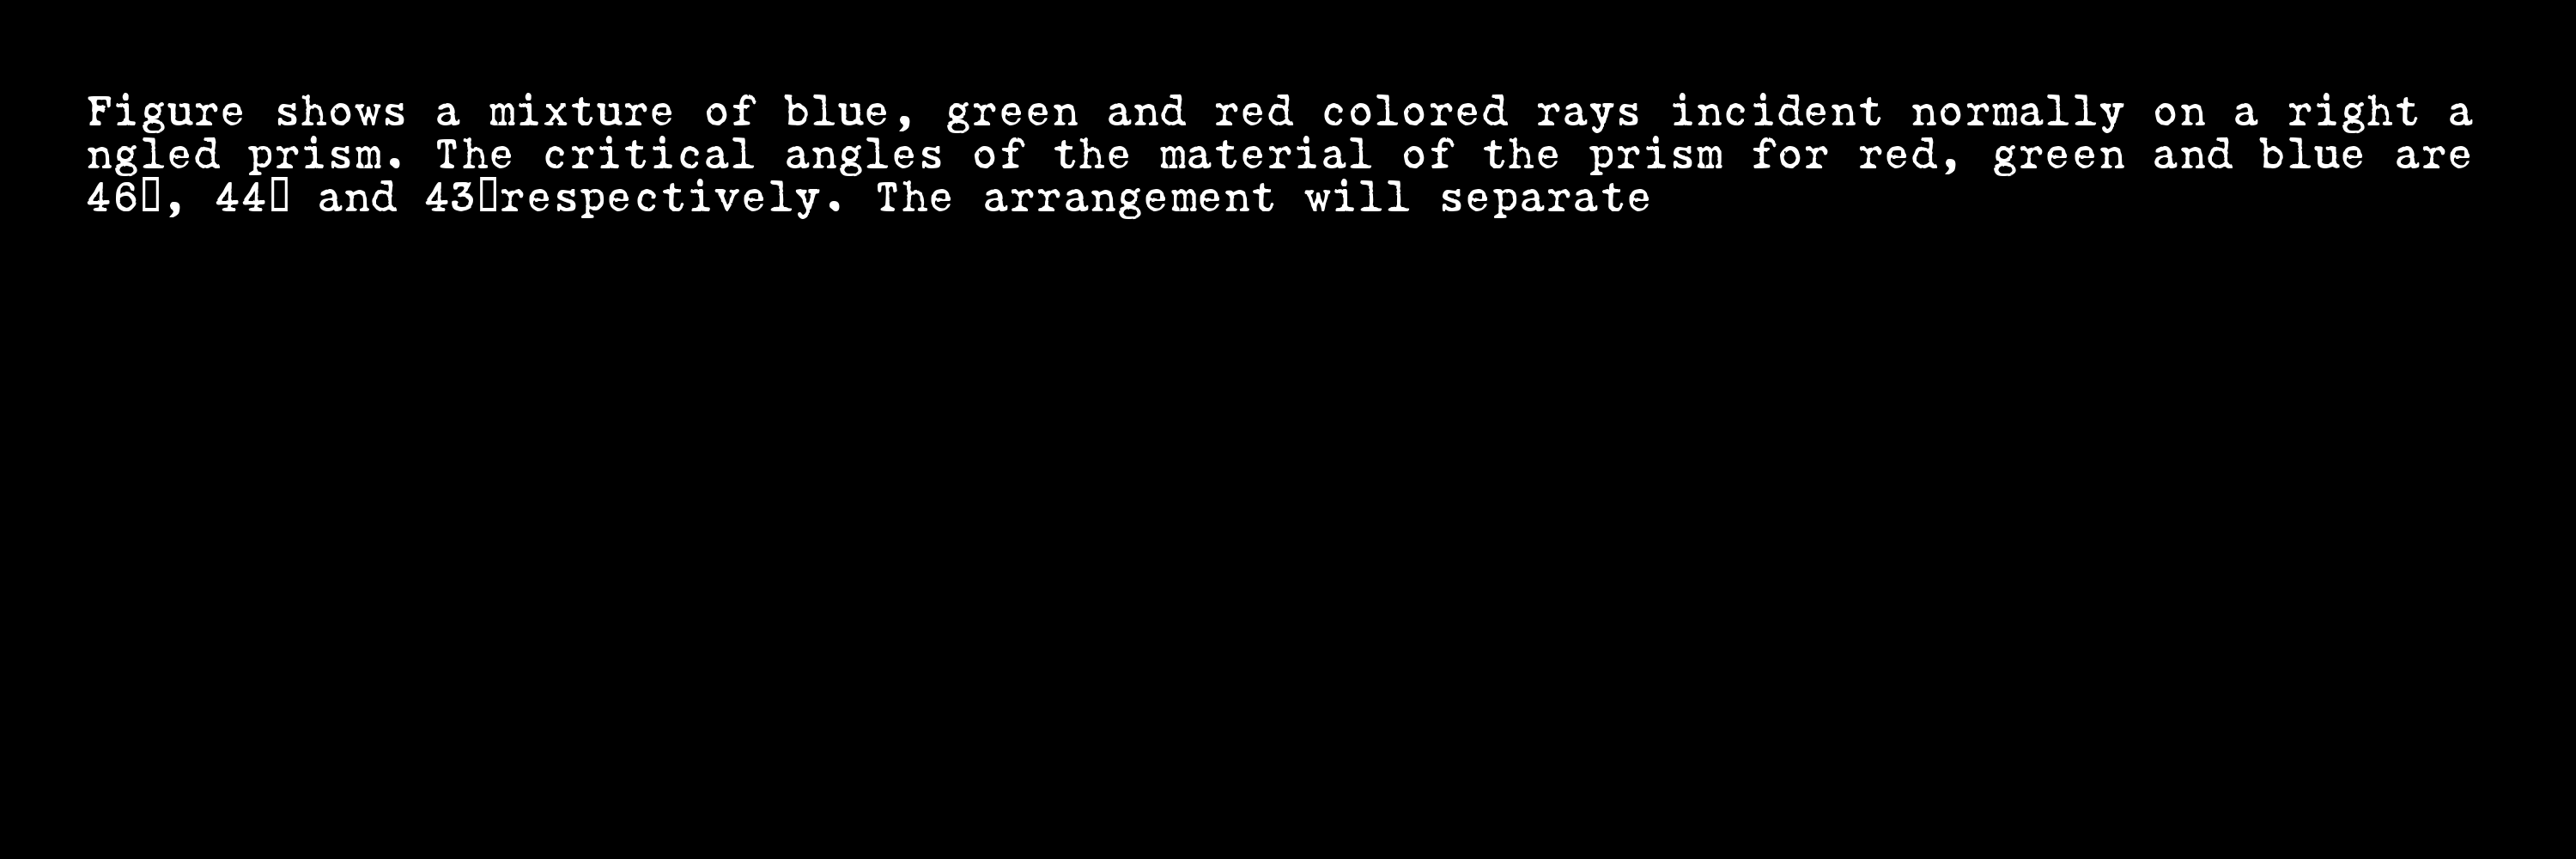 Figure shows a mixture of blue, green and red colored rays incident normally on a right a
ngled prism. The critical angles of the material of the prism for red, green and blue are
46▯, 44▯ and 43▯respectively. The arrangement will separate